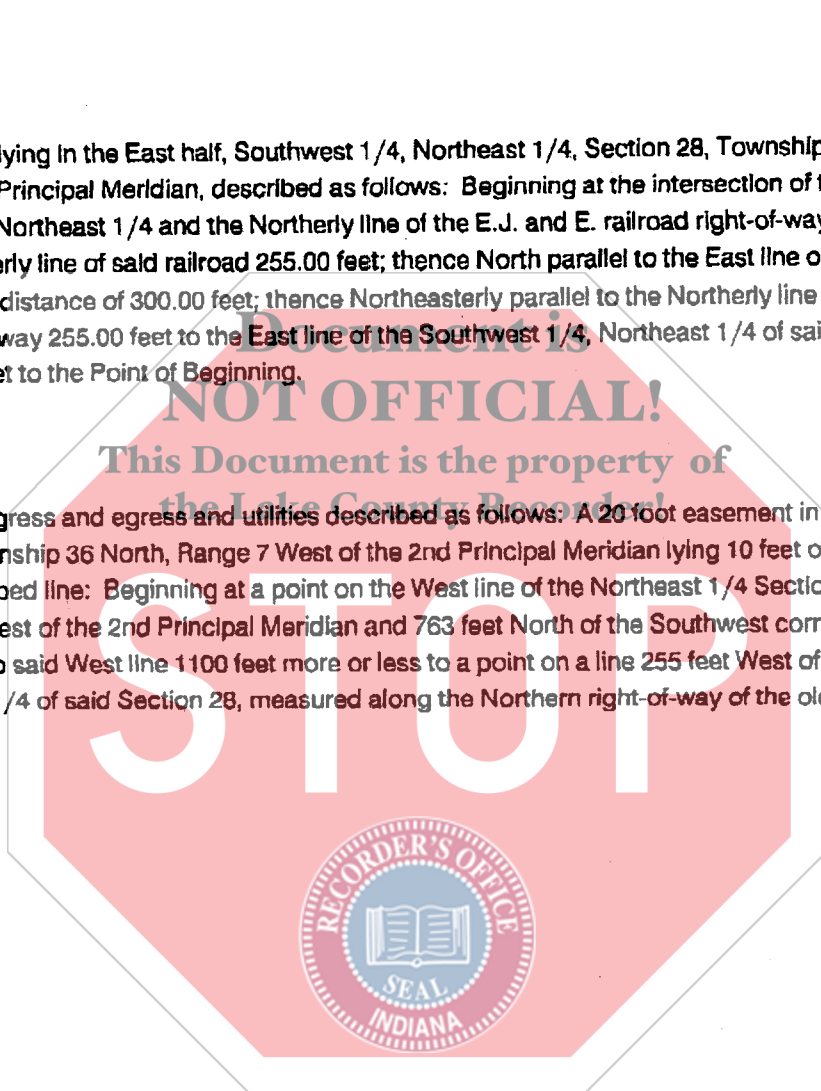 lying in the East half, Southwest 1/4, Northeast 1/4, Section 28, Township
Principal Meridian, described as follows: Beginning at the intersection of
Northeast 1/4 and the Northerly line of the E.J. and E. railroad right-of-way
erly line of said railroad 255.00 feet; thence North parallel to the East line o
distance of 300.00 feet; thence Northeasterly parallel to the Northerly line
way 255.00 feet to the East line of the Southwest 1/4, Northeast 1/4 of sai
et to the Point of Beginning.
Document is
NOT OFFICIAL!
This Document is the property of
the Lake County Recorder!
gress and egress and utilities described as follows: A 20 foot easement in
nship 36 North, Range 7 West of the 2nd Principal Meridian lying 10 feet o
bed line: Beginning at a point on the West line of the Northeast 1/4 Sectio
est of the 2nd Principal Meridian and 763 feet North of the Southwest corn
o said West line 1100 feet more or less to a point on a line 255 feet West of
/4 of said Section 28, measured along the Northern right-of-way of the old
STOP
RECORDER'S OFFICE
SEAL
INDIANA